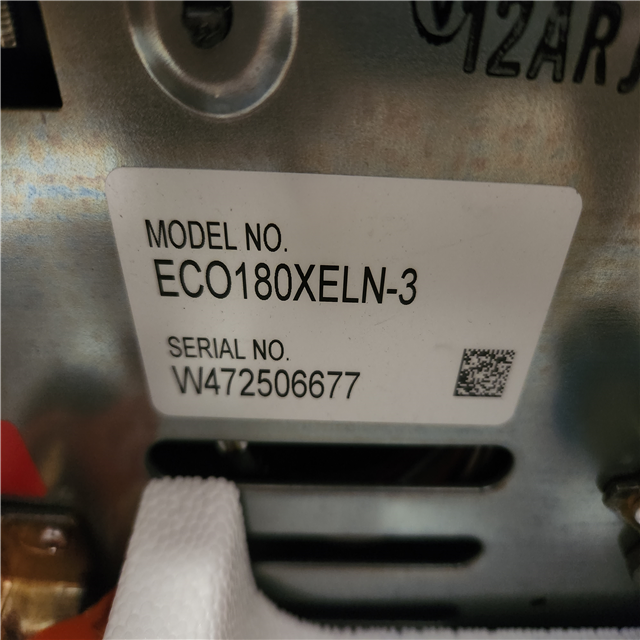 12AR
MODEL NO.
ECO180XELN-3
SERIAL NO.
W472506677